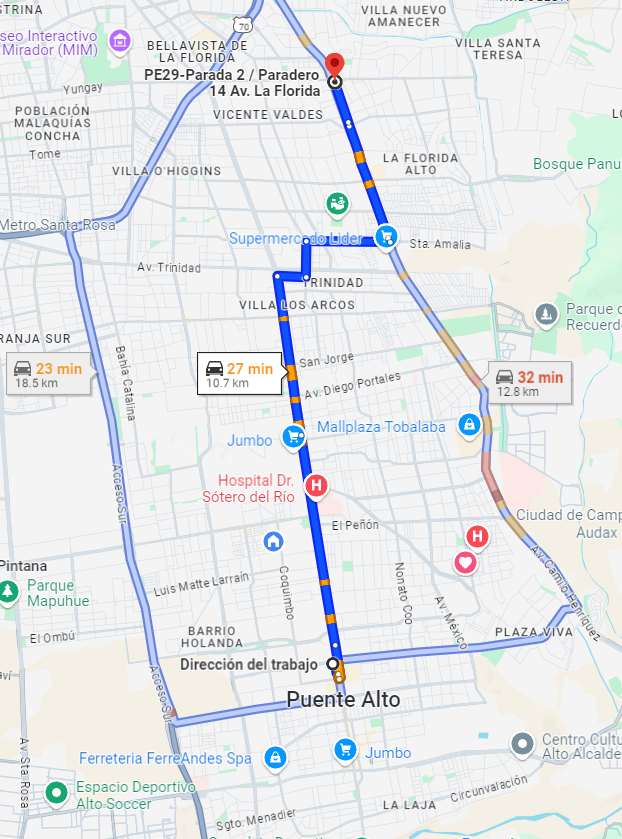 STRINA
VILLA NUEVO
AMANECER
70
seo Interactivo
Mirador (MIM)
BELLAVISTA DE
LA FLORIDA
VILLA SANTA
TERESA
PE29-Parada 2 / Paradero
14 Av. La Florida
Yungay
POBLACIÓN
MALAQUÍAS
CONCHA
VICENTE VALDES
Tome
LA FLORIDA
ALTO
Bosque Panu
VILLA O'HIGGINS
Metro Santa Rosa
Supermercado Lider
Sta. Amalia
Av. Trinidad
TRINIDAD
VILLA LOS ARCOS
Parque d
Recuerdo
RANJA SUR
Bahía Catalina
San Jorge
23 min
18.5 km
27 min
10.7 km
32 min
12.8 km
Av. Diego Portales
Mallplaza Tobalaba
Jumbo
Acceso Sur
Hospital Dr.
Sótero del Río
H
El Peñón
Ciudad de Camp
Audax
H
Pintana
Parque
Mapuhue
Luis Matte Larraín
Coquimbo
Nonato Coo
Av. México
Av. Camilo Henríquez
El Ombú
BARRIO
HOLANDA
PLAZA VIVA
Dirección del trabajo
aví
Puente Alto
Acceso Sur
Av. Sta. Rosa
Ferreteria FerreAndes Spa
Jumbo
Centro Cultu
Alto Alcalde
Espacio Deportivo
Alto Soccer
Circunvalación
LA LAJA
Sgto. Menadier